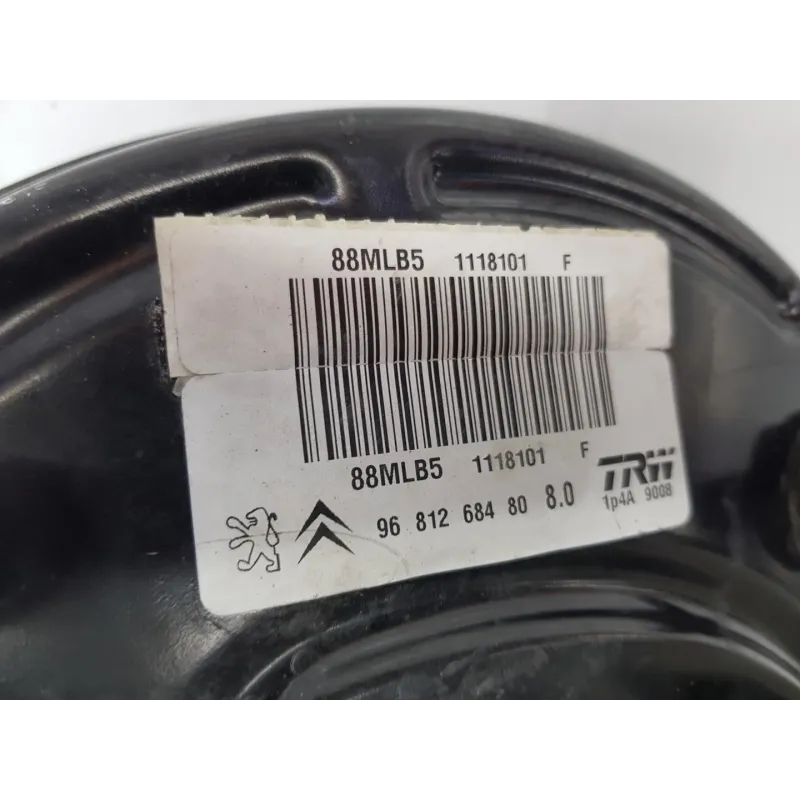 88MLB5 1118101 F
88MLB5 1118101 F
TRW
96 812 684 80 8.0
1p4A 9008